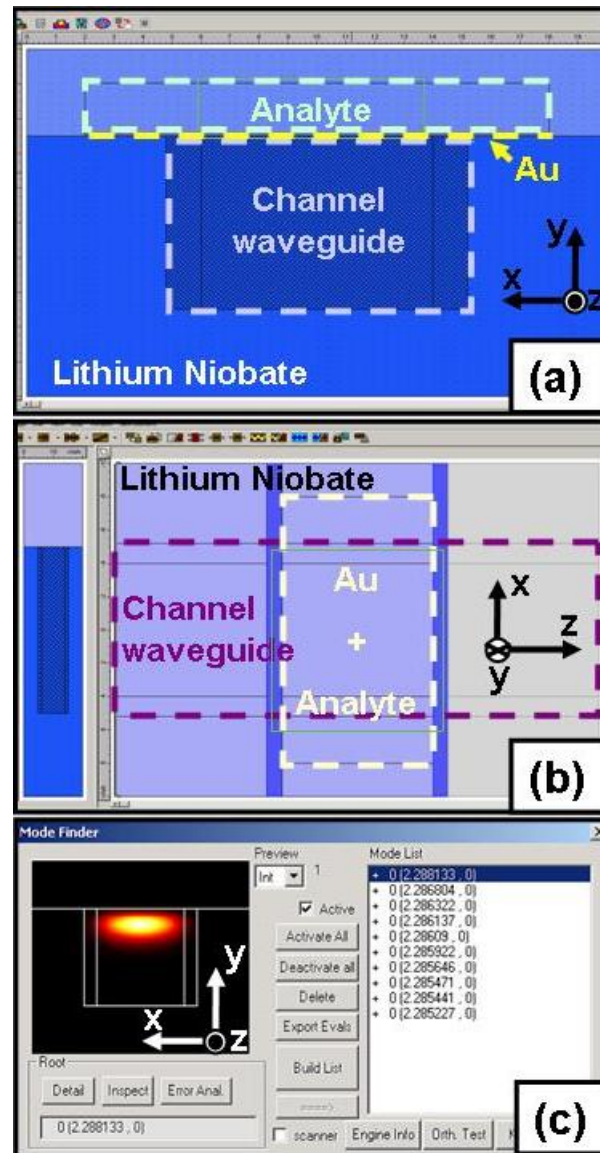 Analyte
Au
Channel
waveguide
y
x
z
Lithium Niobate
(a)
Lithium Niobate
Au
Channel
waveguide
+
Analyte
x
z
y
(b)
Mode Finder
Preview
Mode List
Int
1
+ 0 (2.288133 , 0)
+ 0 (2.286804 , 0)
Active
+ 0 (2.286322 , 0)
+ 0 (2.286137 , 0)
Activate All
+ 0 (2.28609 , 0)
+ 0 (2.285922 , 0)
Deactivate all
+ 0 (2.285646 , 0)
+ 0 (2.285471 , 0)
Delete
+ 0 (2.285441 , 0)
+ 0 (2.285227 , 0)
Export Evals
y
x
z
Build List
Root
Detail
Inspect
Error Anal.
====>
0 (2.288133 , 0)
scanner
Engine Info
Orth. Test
(c)